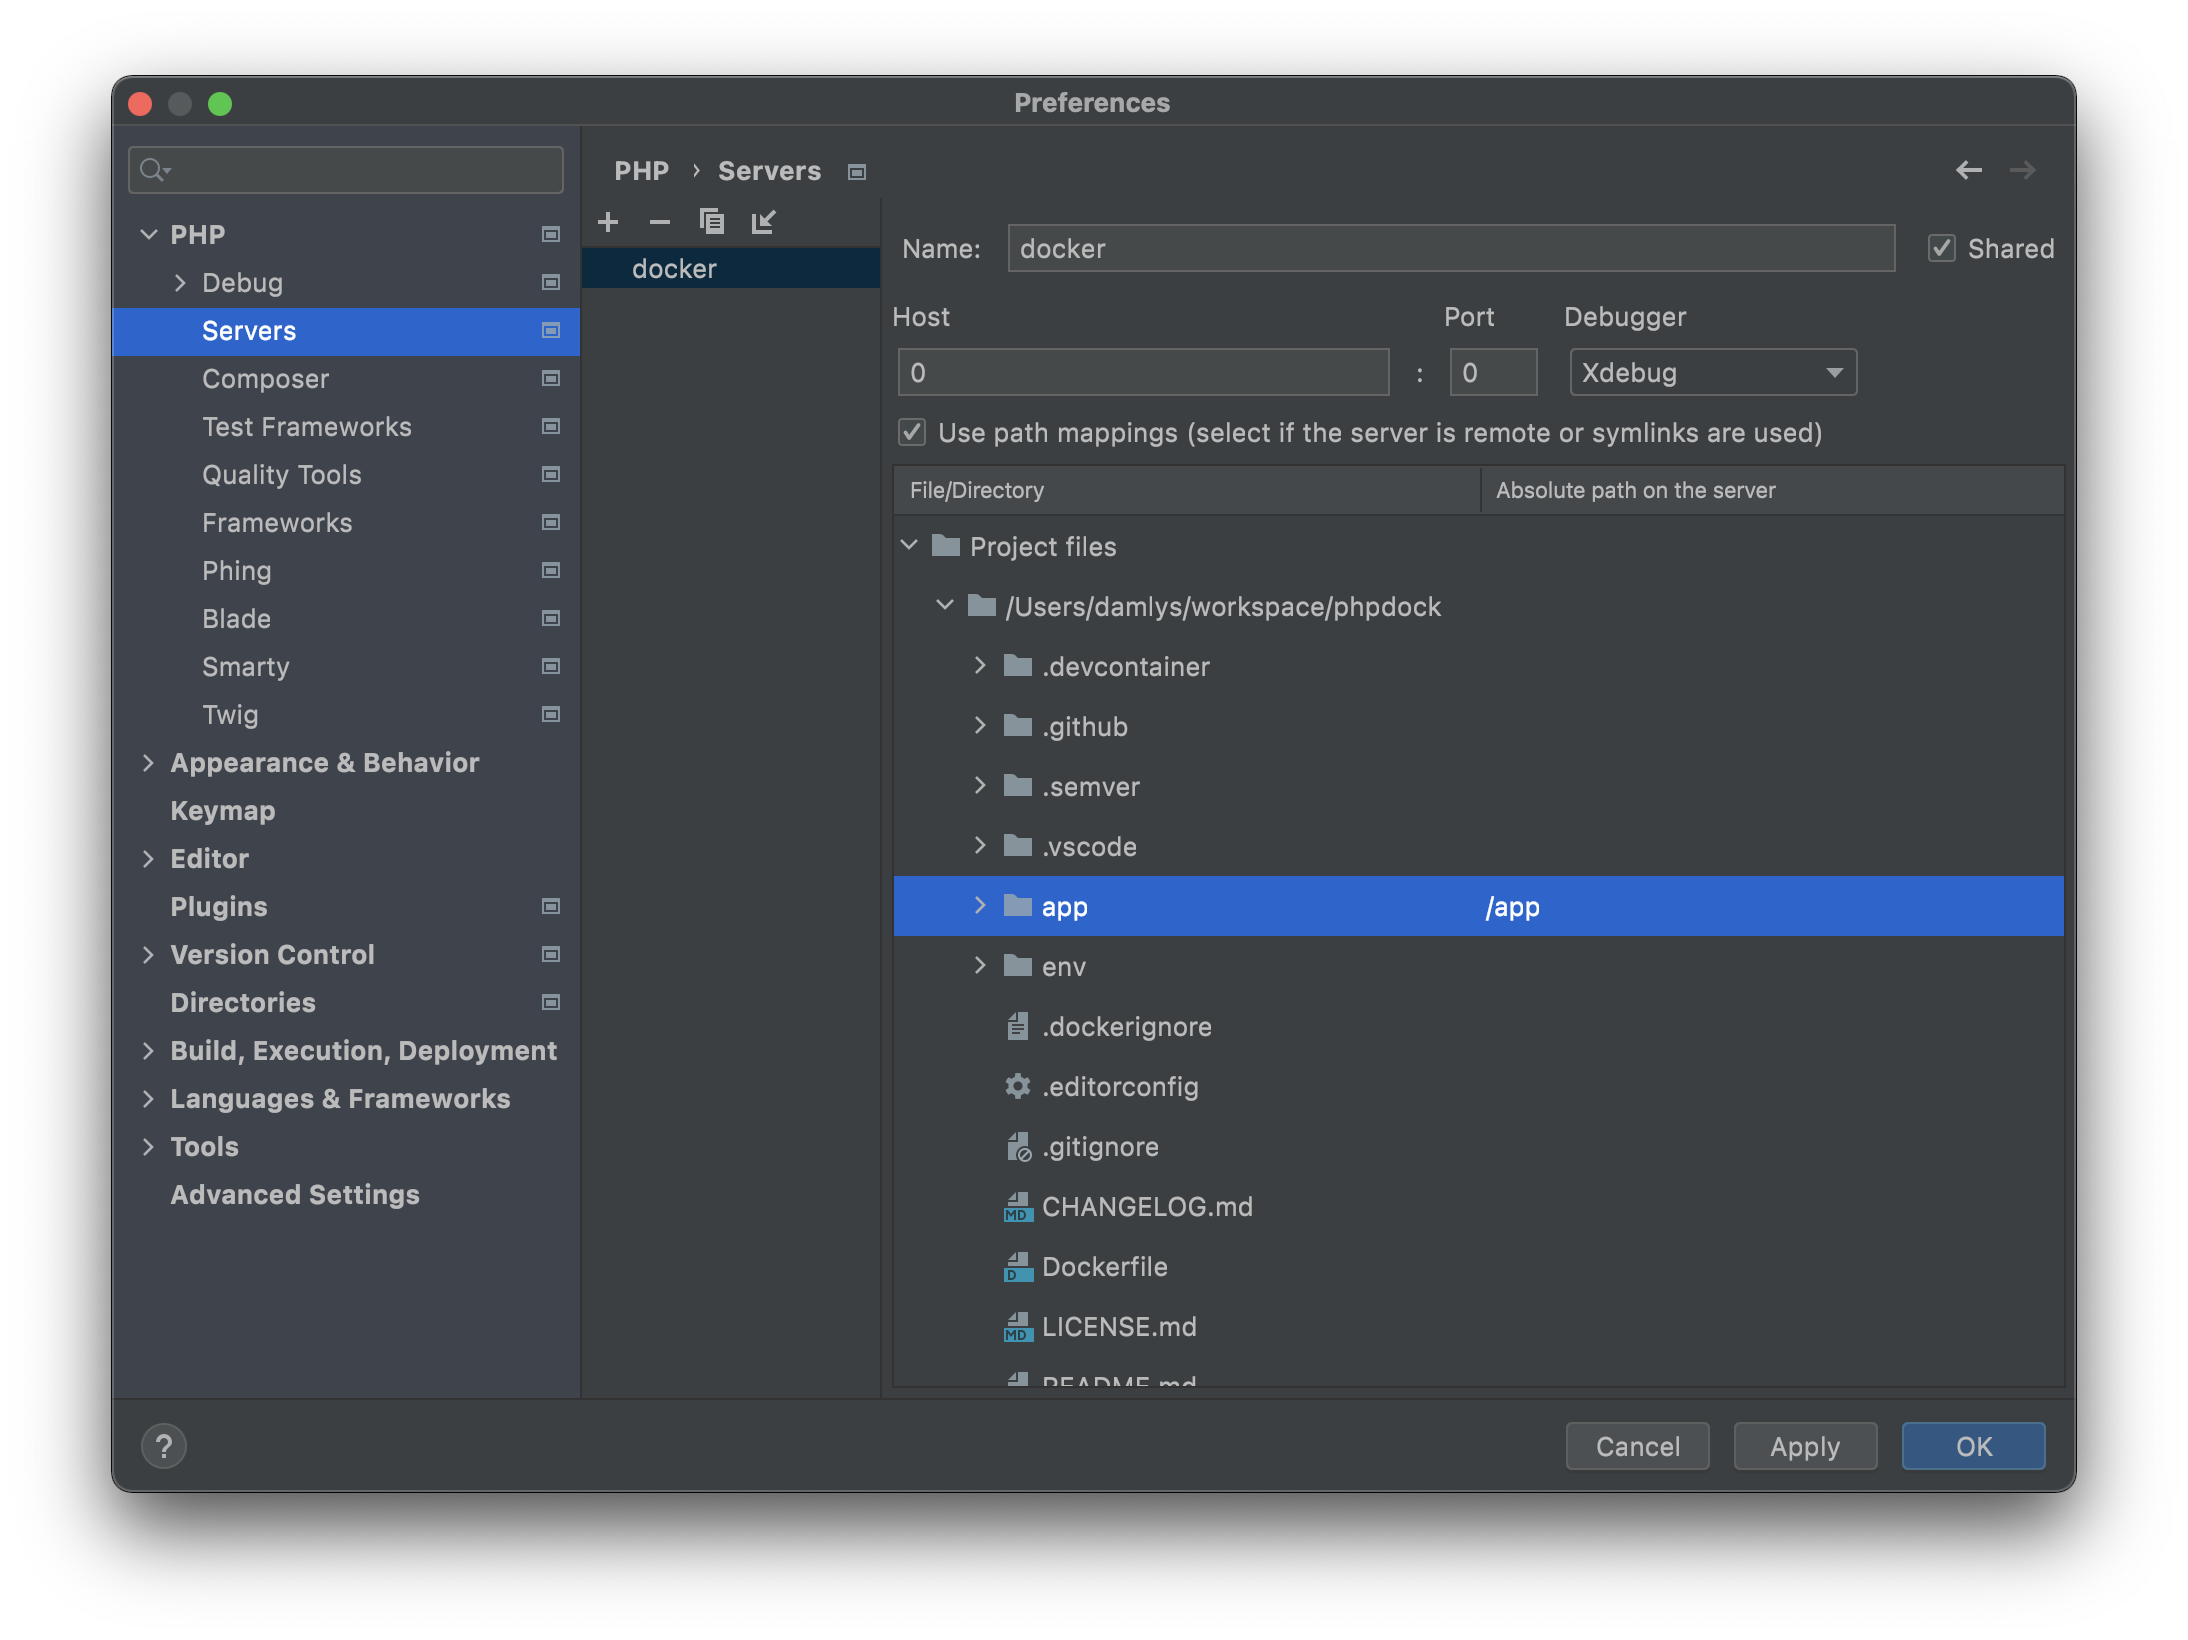 Preferences
PHP
Debug
Servers
Composer
Test Frameworks
Quality Tools
Frameworks
Phing
Blade
Smarty
Twig
Appearance & Behavior
Keymap
Editor
Plugins
Version Control
Directories
Build, Execution, Deployment
Languages & Frameworks
Tools
Advanced Settings
PHP › Servers
docker
Name: docker Shared
Host Port Debugger
0 : 0 Xdebug
Use path mappings (select if the server is remote or symlinks are used)
File/Directory Absolute path on the server
Project files
/Users/damlys/workspace/phpdock
.devcontainer
.github
.semver
.vscode
app /app
env
.dockerignore
.editorconfig
.gitignore
MD CHANGELOG.md
D Dockerfile
MD LICENSE.md
README.md
? Cancel Apply OK